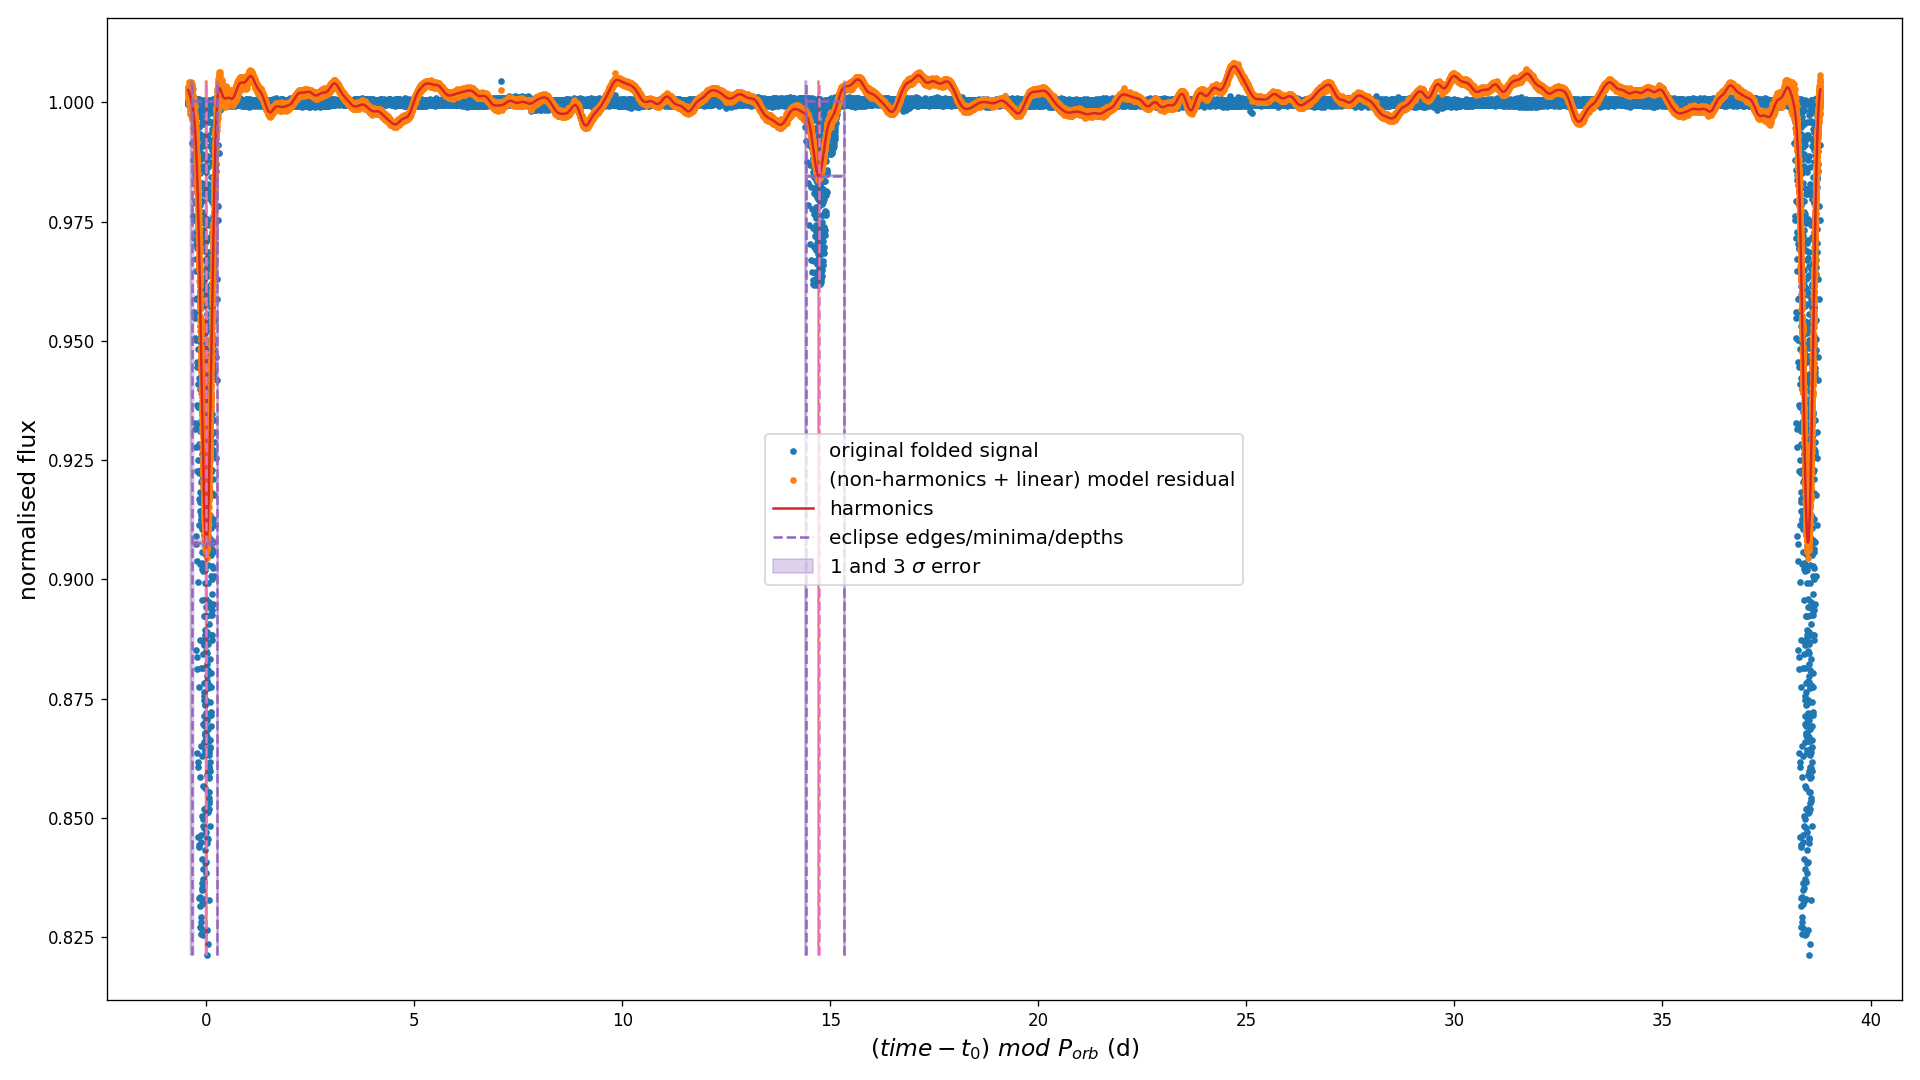 normalised flux
1.000
0.975
0.950
0.925
0.900
0.875
0.850
0.825
original folded signal
(non-harmonics + linear) model residual
harmonics
eclipse edges/minima/depths
1 and 3 σ error
0 5 10 15 20 25 30 35 40
(time − t₀) mod P_orb (d)